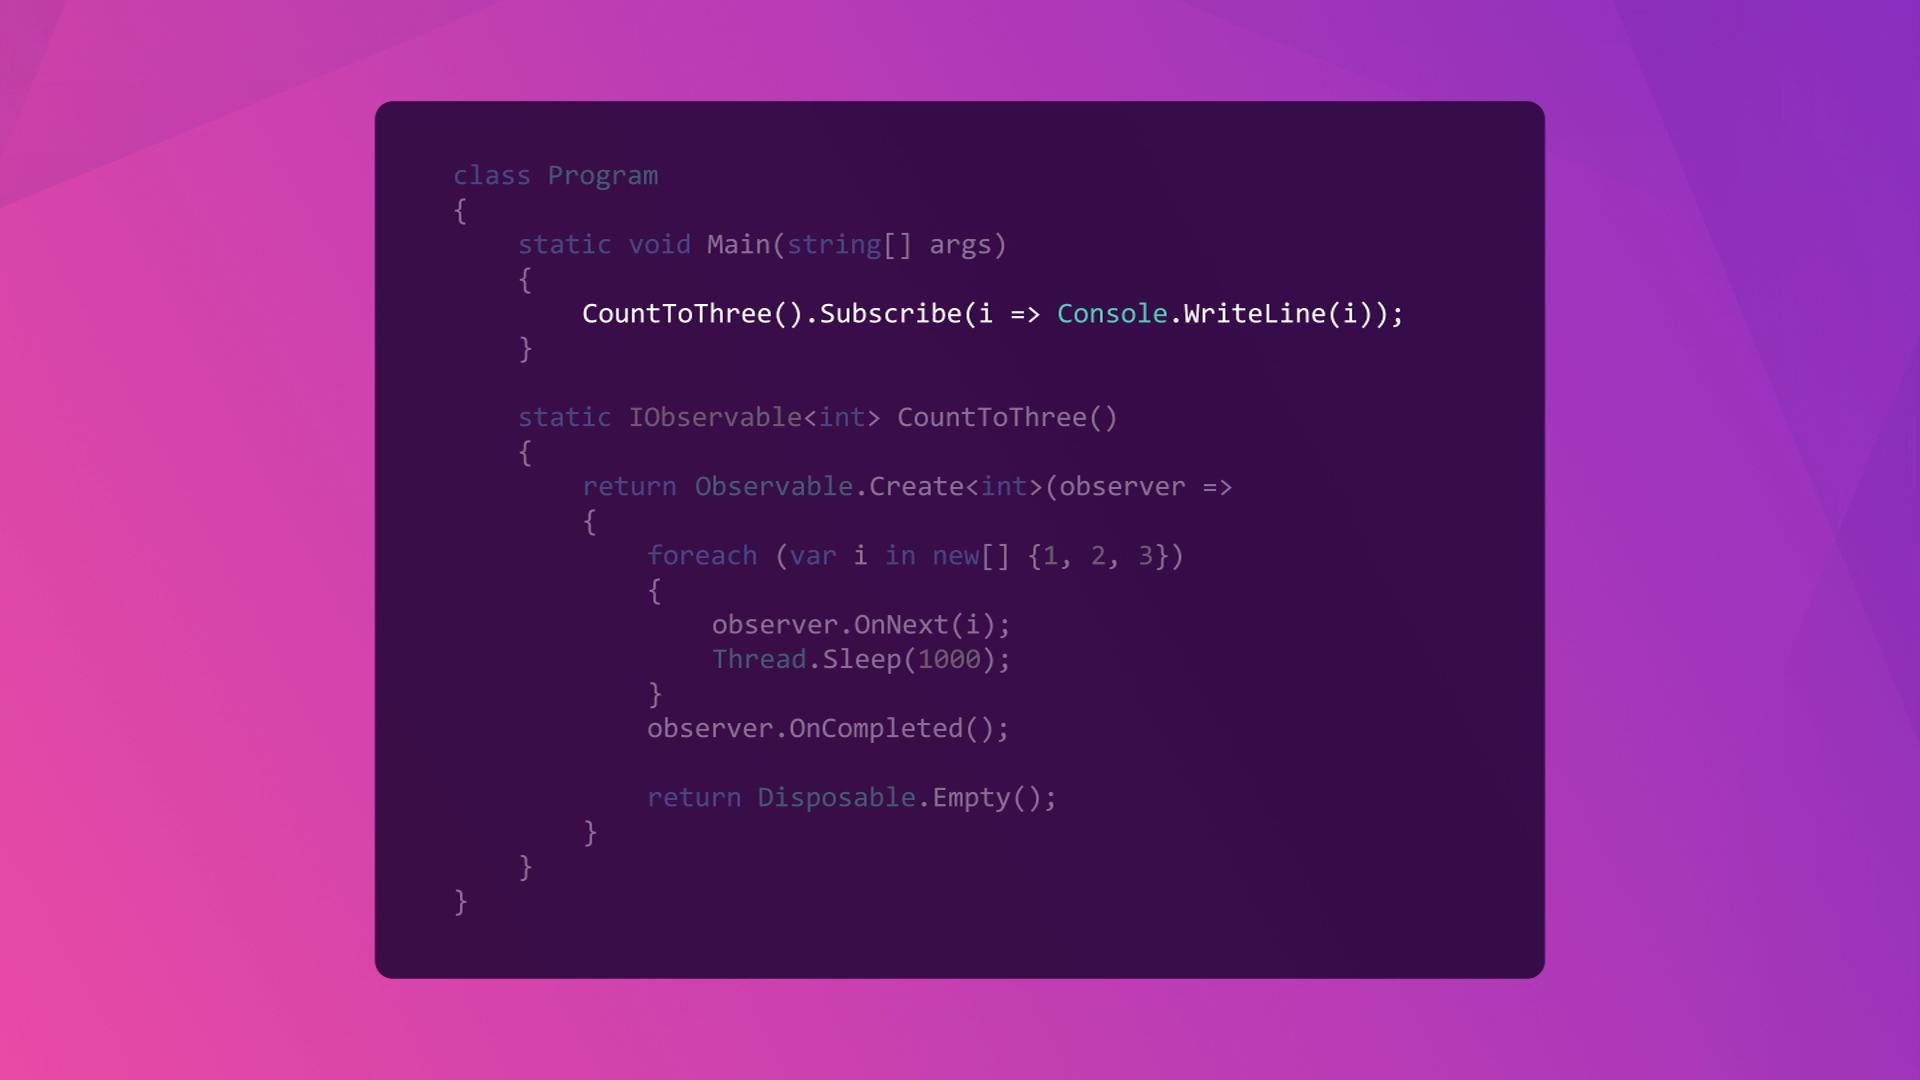 class Program
{
    static void Main(string[] args)
    {
        CountToThree().Subscribe(i => Console.WriteLine(i));
    }

    static IObservable<int> CountToThree()
    {
        return Observable.Create<int>(observer =>
        {
            foreach (var i in new[] {1, 2, 3})
            {
                observer.OnNext(i);
                Thread.Sleep(1000);
            }
            observer.OnCompleted();

            return Disposable.Empty();
        }
    }
}